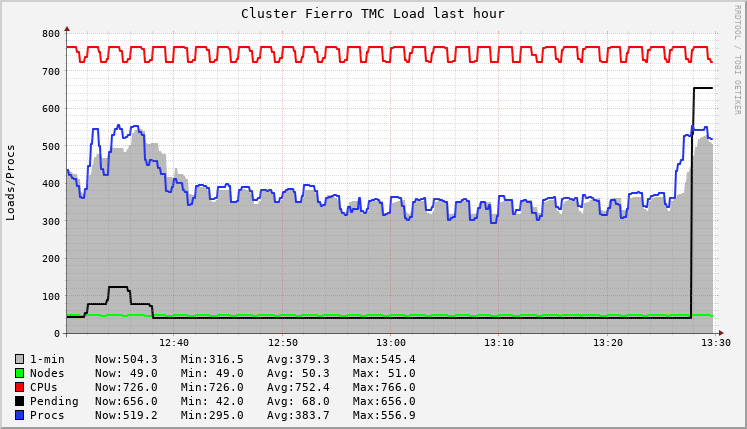 Cluster Fierro TMC Load last hour
RRDTOOL / TOBI OETIKER
Loads/Procs
800
700
600
500
400
300
200
100
0
12:40 12:50 13:00 13:10 13:20 13:30
1-min Now:504.3 Min:316.5 Avg:379.3 Max:545.4
Nodes Now: 49.0 Min: 49.0 Avg: 50.3 Max: 51.0
CPUs Now:726.0 Min:726.0 Avg:752.4 Max:766.0
Pending Now:656.0 Min: 42.0 Avg: 68.0 Max:656.0
Procs Now:519.2 Min:295.0 Avg:383.7 Max:556.9